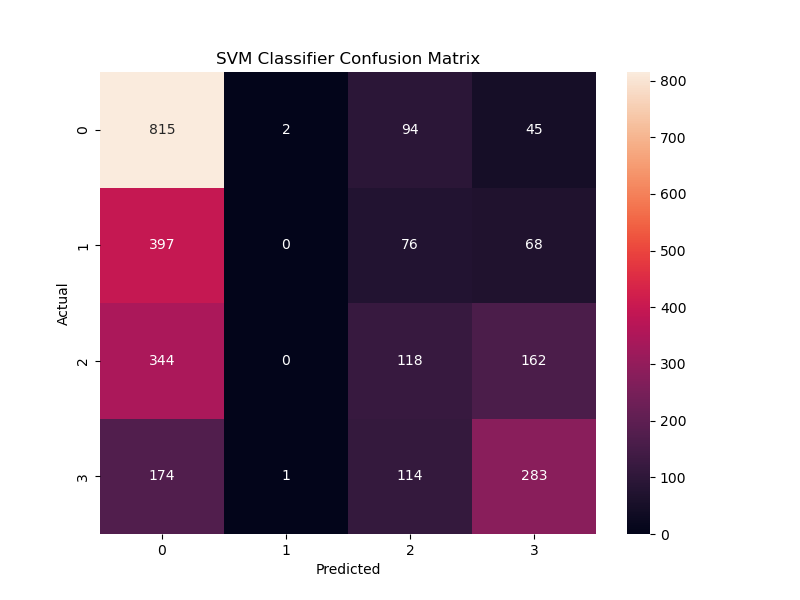 SVM Classifier Confusion Matrix
0 815 2 94 45
1 397 0 76 68
2 344 0 118 162
3 174 1 114 283
0 1 2 3
Predicted
Actual
800
700
600
500
400
300
200
100
0